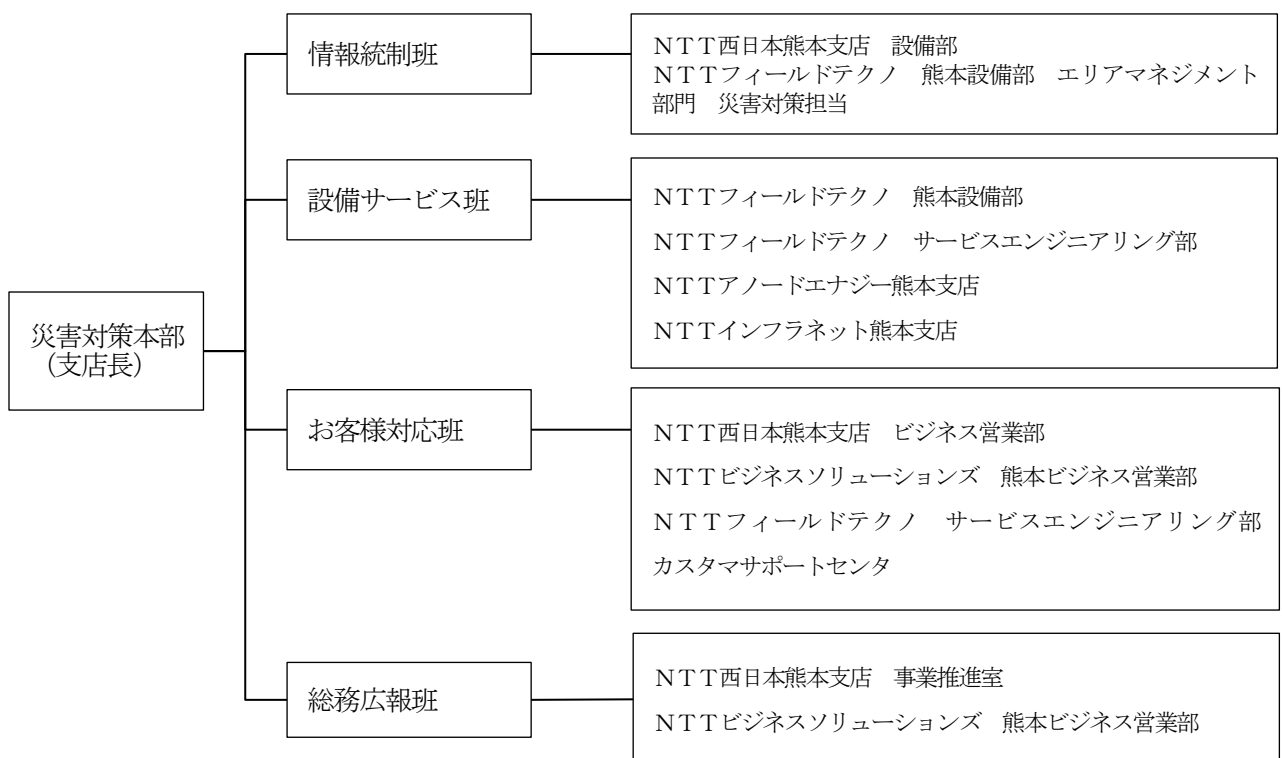 災害対策本部
(支店長)
情報統制班
NTT西日本熊本支店 設備部
NTTフィールドテクノ 熊本設備部 エリアマネジメント
部門 災害対策担当
設備サービス班
NTTフィールドテクノ 熊本設備部
NTTフィールドテクノ サービスエンジニアリング部
NTTアノードエナジー熊本支店
NTTインフラネット熊本支店
お客様対応班
NTT西日本熊本支店 ビジネス営業部
NTTビジネスソリューションズ 熊本ビジネス営業部
NTTフィールドテクノ サービスエンジニアリング部
カスタマサポートセンタ
総務広報班
NTT西日本熊本支店 事業推進室
NTTビジネスソリューションズ 熊本ビジネス営業部